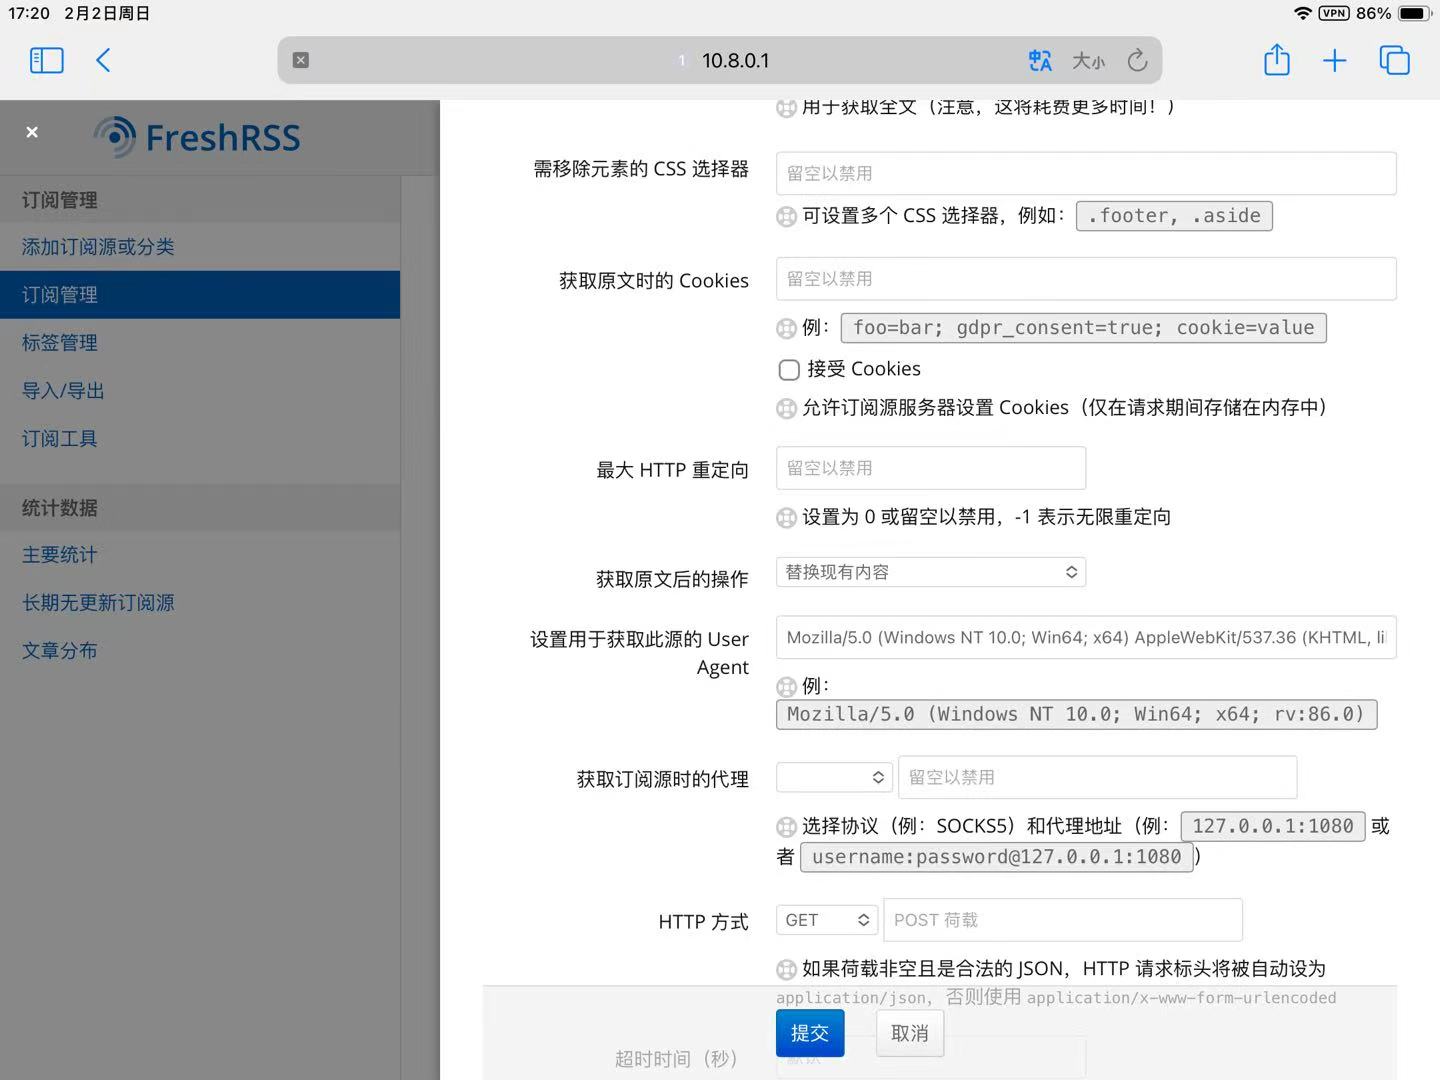 17:20 2月2日周日
VPN 86%
1 10.8.0.1
大小
FreshRSS
订阅管理
添加订阅源或分类
订阅管理
标签管理
导入/导出
订阅工具
统计数据
主要统计
长期无更新订阅源
文章分布
用于获取全文（注意，这将耗费更多时间！）
需移除元素的 CSS 选择器
留空以禁用
可设置多个 CSS 选择器，例如： .footer, .aside
获取原文时的 Cookies
留空以禁用
例： foo=bar; gdpr_consent=true; cookie=value
接受 Cookies
允许订阅源服务器设置 Cookies（仅在请求期间存储在内存中）
最大 HTTP 重定向
留空以禁用
设置为 0 或留空以禁用，-1 表示无限重定向
获取原文后的操作
替换现有内容
设置用于获取此源的 User
Agent
Mozilla/5.0 (Windows NT 10.0; Win64; x64) AppleWebKit/537.36 (KHTML, li
例：
Mozilla/5.0 (Windows NT 10.0; Win64; x64; rv:86.0)
获取订阅源时的代理
留空以禁用
选择协议（例：SOCKS5）和代理地址（例： 127.0.0.1:1080 或
者 username:password@127.0.0.1:1080 ）
HTTP 方式
GET
POST 荷载
如果荷载非空且是合法的 JSON，HTTP 请求标头将被自动设为
application/json，否则使用 application/x-www-form-urlencoded
提交
取消
超时时间（秒）
默认